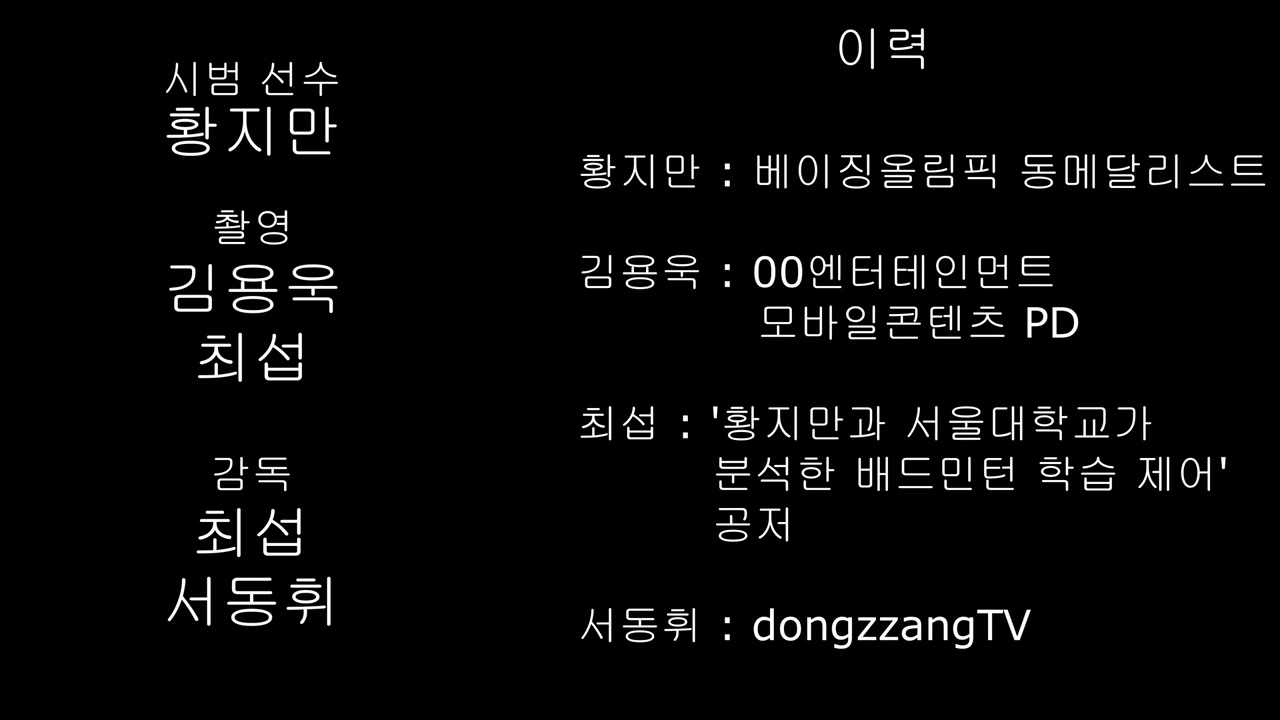 시범 선수
황지만
촬영
김용욱
최섭
감독
최섭
서동휘
이력
황지만 : 베이징올림픽 동메달리스트
김용욱 : 00엔터테인먼트
모바일콘텐츠 PD
최섭 : '황지만과 서울대학교가
분석한 배드민턴 학습 제어'
공저
서동휘 : dongzzangTV